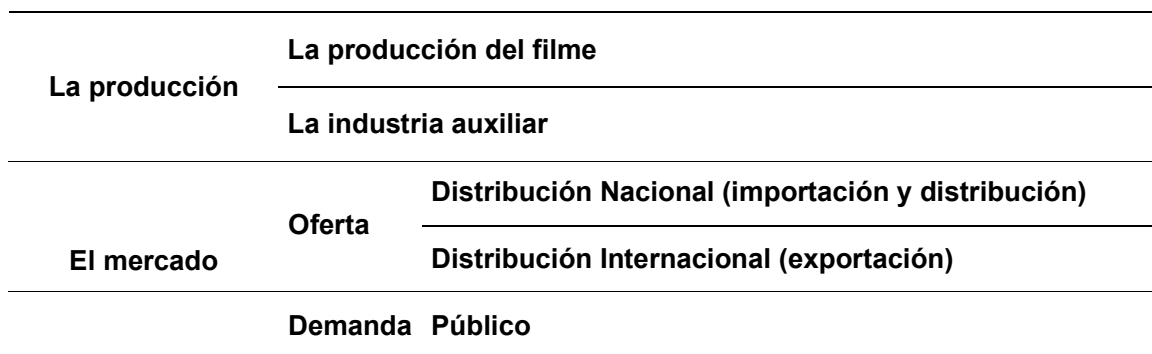 La producción
La producción del filme
La industria auxiliar
El mercado
Oferta
Distribución Nacional (importación y distribución)
Distribución Internacional (exportación)
Demanda Público